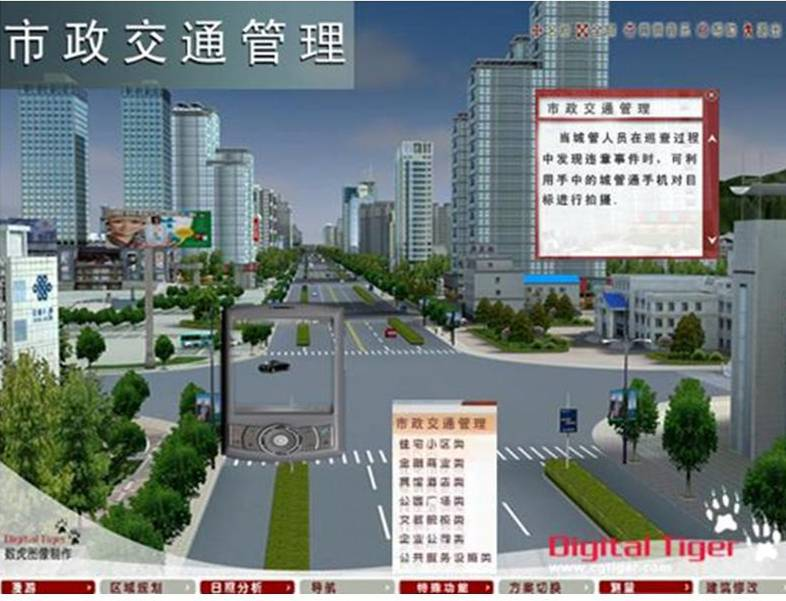 市政交通管理
市政交通管理
当城管人员在巡查过程
中发现违章事件时，可利
用手中的城管通手机对目
标进行拍摄.
市政交通管理
住宅小区类
金融商业类
宾馆酒店类
公园广场类
文教院校类
企业公司类
公共服务设施类
Digital Tiger
数虎图像制作
Digital Tiger
www.cgtiger.com
漫游
区域规划
日照分析
导航
特殊功能
方案切换
测量
建筑修改